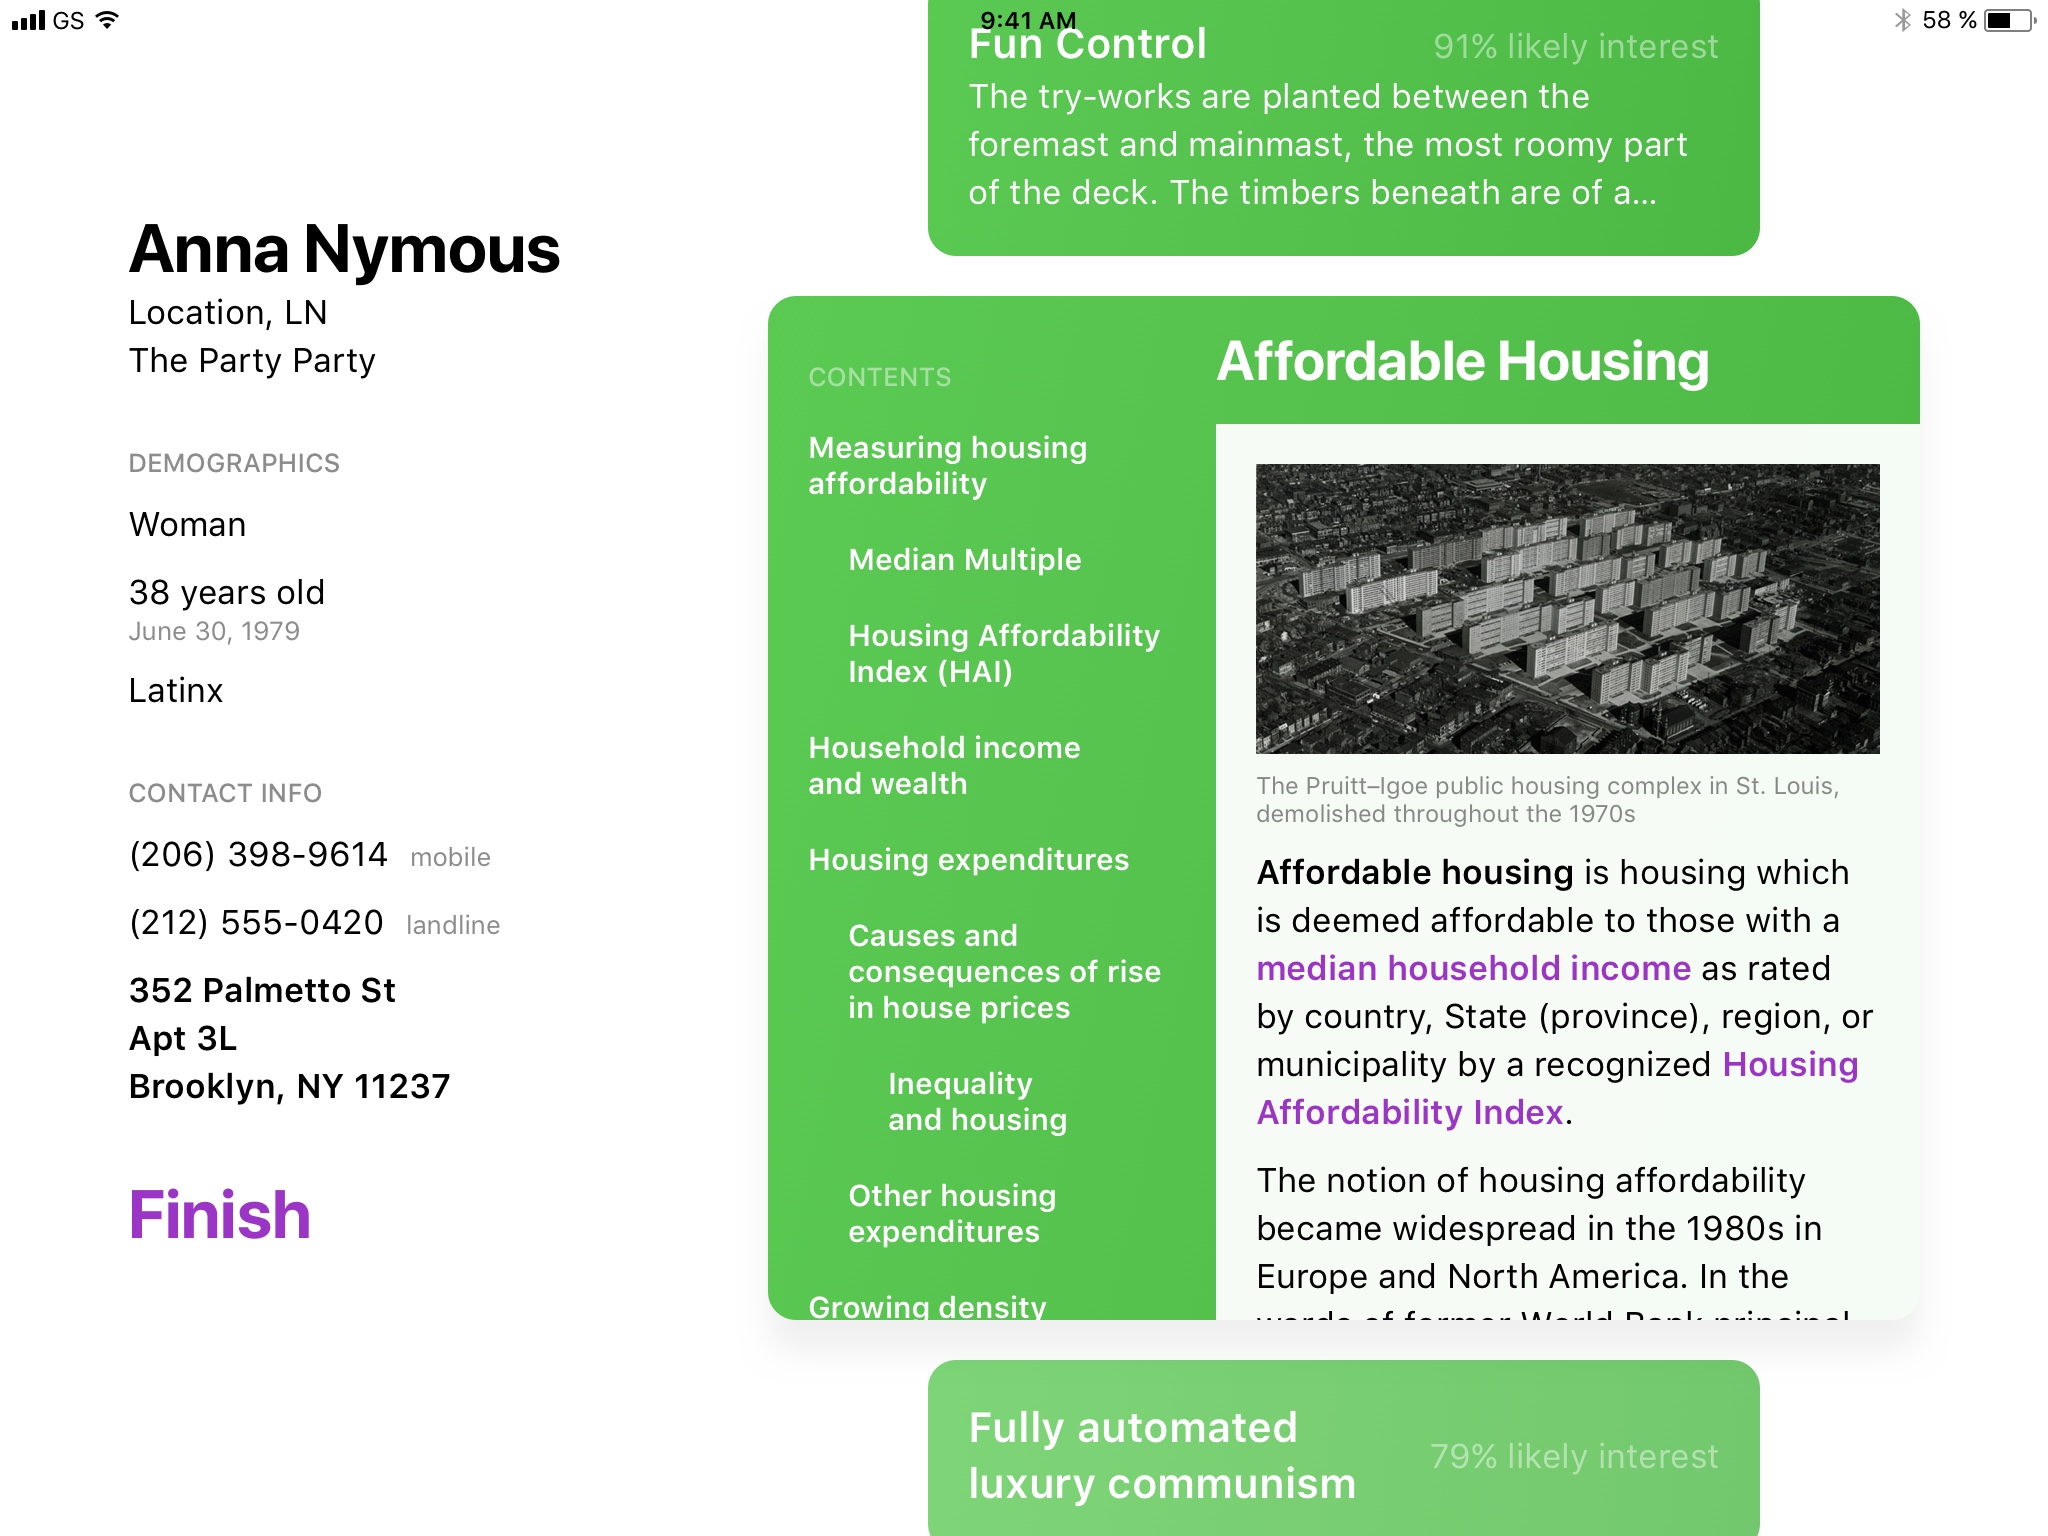 GS
9:41 AM
58 %
Anna Nymous
Location, LN
The Party Party
DEMOGRAPHICS
Woman
38 years old
June 30, 1979
Latinx
CONTACT INFO
(206) 398-9614 mobile
(212) 555-0420 landline
352 Palmetto St
Apt 3L
Brooklyn, NY 11237
Finish
Fun Control
91% likely interest
The try-works are planted between the
foremast and mainmast, the most roomy part
of the deck. The timbers beneath are of a...
Affordable Housing
CONTENTS
Measuring housing
affordability
Median Multiple
Housing Affordability
Index (HAI)
Household income
and wealth
Housing expenditures
Causes and
consequences of rise
in house prices
Inequality
and housing
Other housing
expenditures
Growing density
The Pruitt–Igoe public housing complex in St. Louis,
demolished throughout the 1970s
Affordable housing is housing which
is deemed affordable to those with a
median household income as rated
by country, State (province), region, or
municipality by a recognized Housing
Affordability Index.
The notion of housing affordability
became widespread in the 1980s in
Europe and North America. In the
words of former World Bank principal
Fully automated
luxury communism
79% likely interest